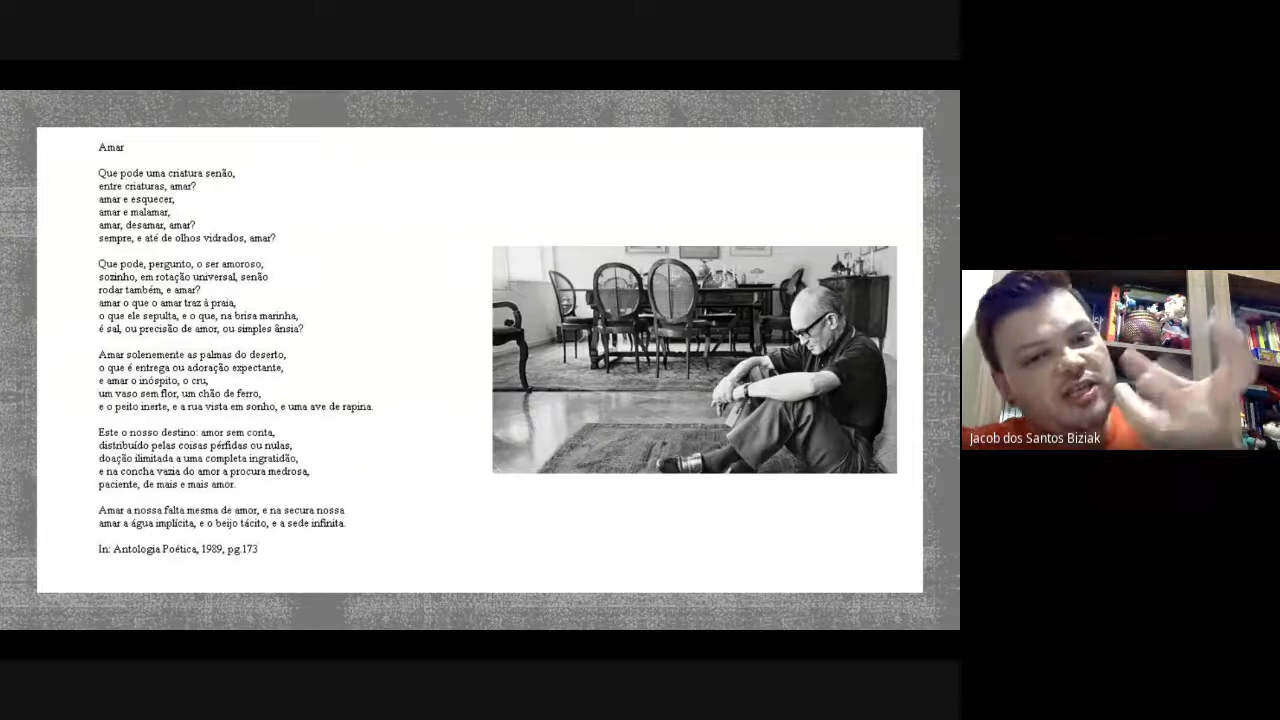 Amar
Que pode uma criatura senão,
entre criaturas, amar?
amar e esquecer,
amar e malamar,
amar, desamar, amar?
sempre, e até de olhos vidrados, amar?
Que pode, pergunto, o ser amoroso,
sozinho, em rotação universal, senão
rodar também, e amar?
amar o que o amar traz à praia,
o que ele sepulta, e o que, na brisa marinha,
é sal, ou precisão de amor, ou simples ânsia?
Amar solenemente as palmas do deserto,
o que é entrega ou adoração expectante,
e amar o inóspito, o cru,
um vaso sem flor, um chão de ferro,
e o peito inerte, e a rua vista em sonho, e uma ave de rapina.
Este o nosso destino: amor sem conta,
distribuído pelas coisas pérfidas ou nulas,
doação ilimitada a uma completa ingratidão,
e na concha vazia do amor a procura medrosa,
paciente, de mais e mais amor.
Amar a nossa falta mesma de amor, e na secura nossa
amar a água implícita, e o beijo tácito, e a sede infinita.
In: Antologia Poética, 1989, pg.173
Jacob dos Santos Biziak